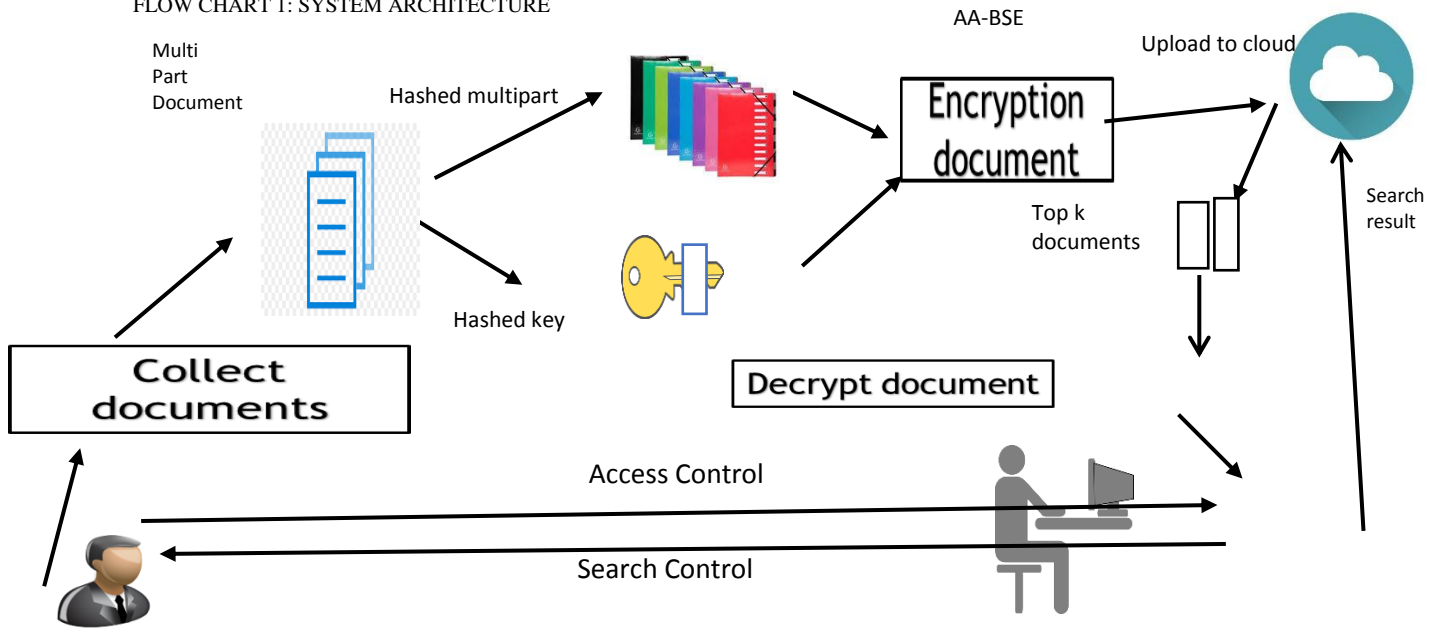 FLOW CHART 1: SYSTEM ARCHITECTURE
AA-BSE
Multi
Part
Document
Hashed multipart
Encryption
document
Upload to cloud
Top k
documents
Search
result
Hashed key
Collect
documents
Decrypt document
Access Control
Search Control